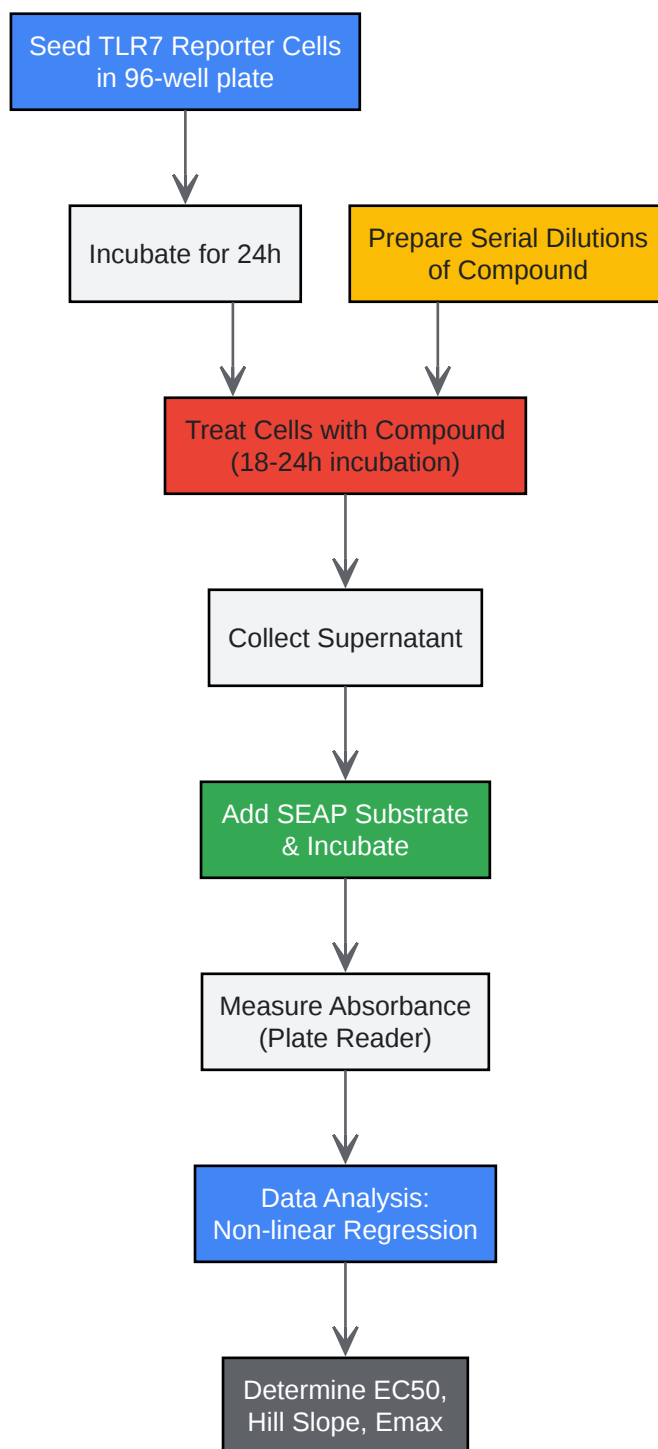 Seed TLR7 Reporter Cells
in 96-well plate
Incubate for 24h
Prepare Serial Dilutions
of Compound
Treat Cells with Compound
(18-24h incubation)
Collect Supernatant
Add SEAP Substrate
& Incubate
Measure Absorbance
(Plate Reader)
Data Analysis:
Non-linear Regression
Determine EC50,
Hill Slope, Emax